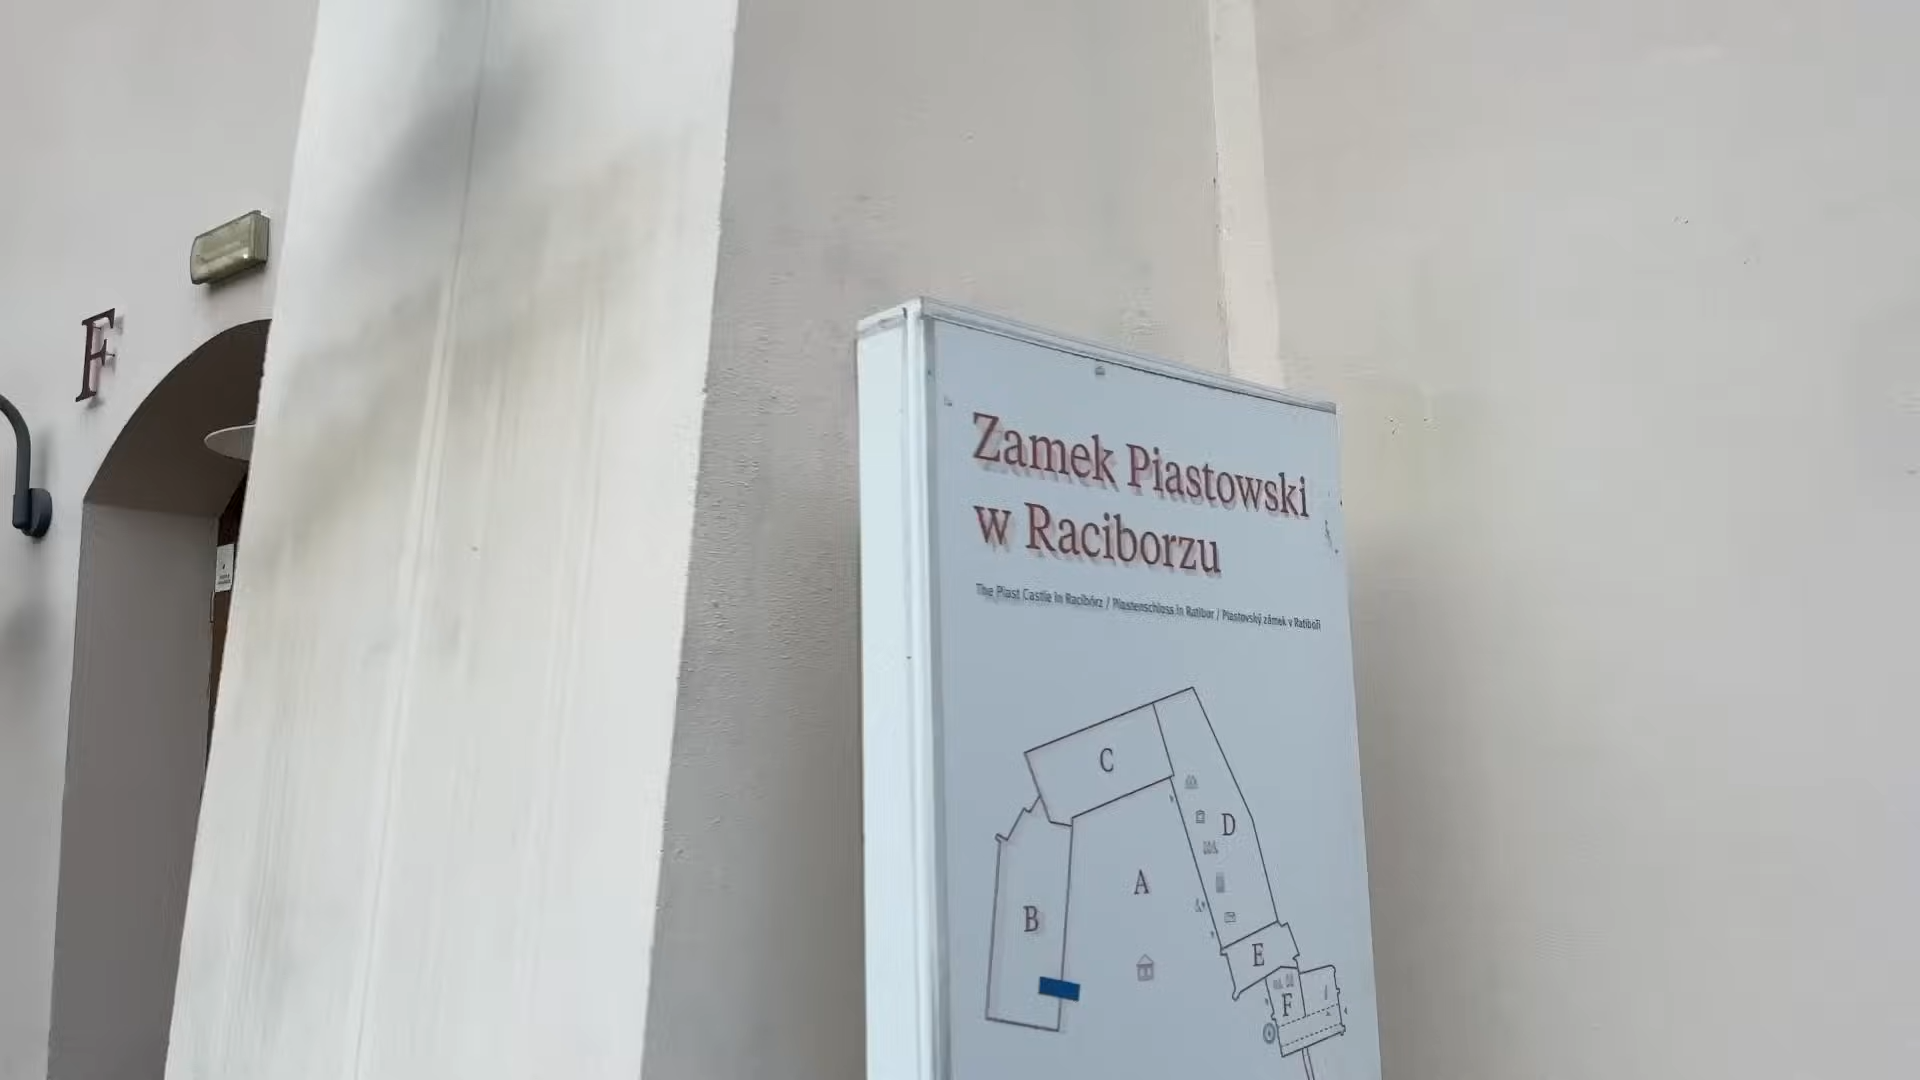 F
Zamek Piastowski
w Raciborzu
The Piast Castle in Racibórz / Piastenschloss in Ratibor / Piastovský zámek v Ratiboři
C
D
A
B
E
F